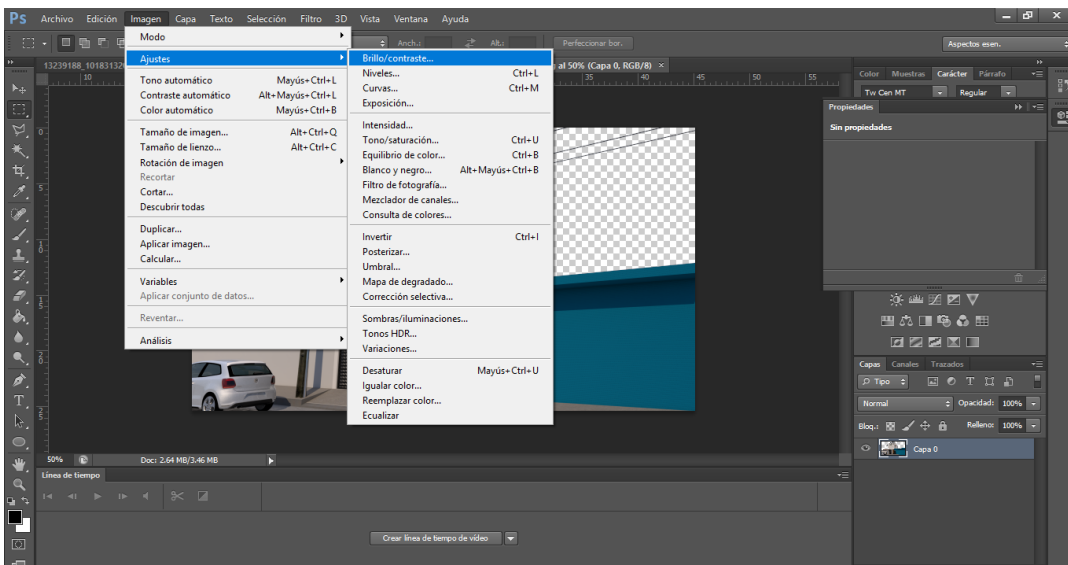 Ps Archivo Edición Imagen Capa Texto Selección Filtro 3D Vista Ventana Ayuda
Anch.: Alt.: Perfeccionar bor. Aspectos esen.
al 50% (Capa 0, RGB/8) ×
10 35 40 45 50 55
Modo
Ajustes
Tono automático Mayús+Ctrl+L
Contraste automático Alt+Mayús+Ctrl+L
Color automático Mayús+Ctrl+B
Tamaño de imagen... Alt+Ctrl+Q
Tamaño de lienzo... Alt+Ctrl+C
Rotación de imagen
Recortar
Cortar...
Descubrir todas
Duplicar...
Aplicar imagen...
Calcular...
Variables
Aplicar conjunto de datos...
Reventar...
Análisis
Brillo/contraste...
Niveles... Ctrl+L
Curvas... Ctrl+M
Exposición...
Intensidad...
Tono/saturación... Ctrl+U
Equilibrio de color... Ctrl+B
Blanco y negro... Alt+Mayús+Ctrl+B
Filtro de fotografía...
Mezclador de canales...
Consulta de colores...
Invertir Ctrl+I
Posterizar...
Umbral...
Mapa de degradado...
Corrección selectiva...
Sombras/iluminaciones...
Tonos HDR...
Variaciones...
Desaturar Mayús+Ctrl+U
Igualar color...
Reemplazar color...
Ecualizar
Color Muestras Carácter Párrafo
Tw Cen MT Regular
Propiedades
Sin propiedades
Capas Canales Trazados
Tipo
Normal Opacidad: 100%
Bloq.: Relleno: 100%
Capa 0
50% Doc: 2.64 MB/3.46 MB
Línea de tiempo
Crear línea de tiempo de vídeo